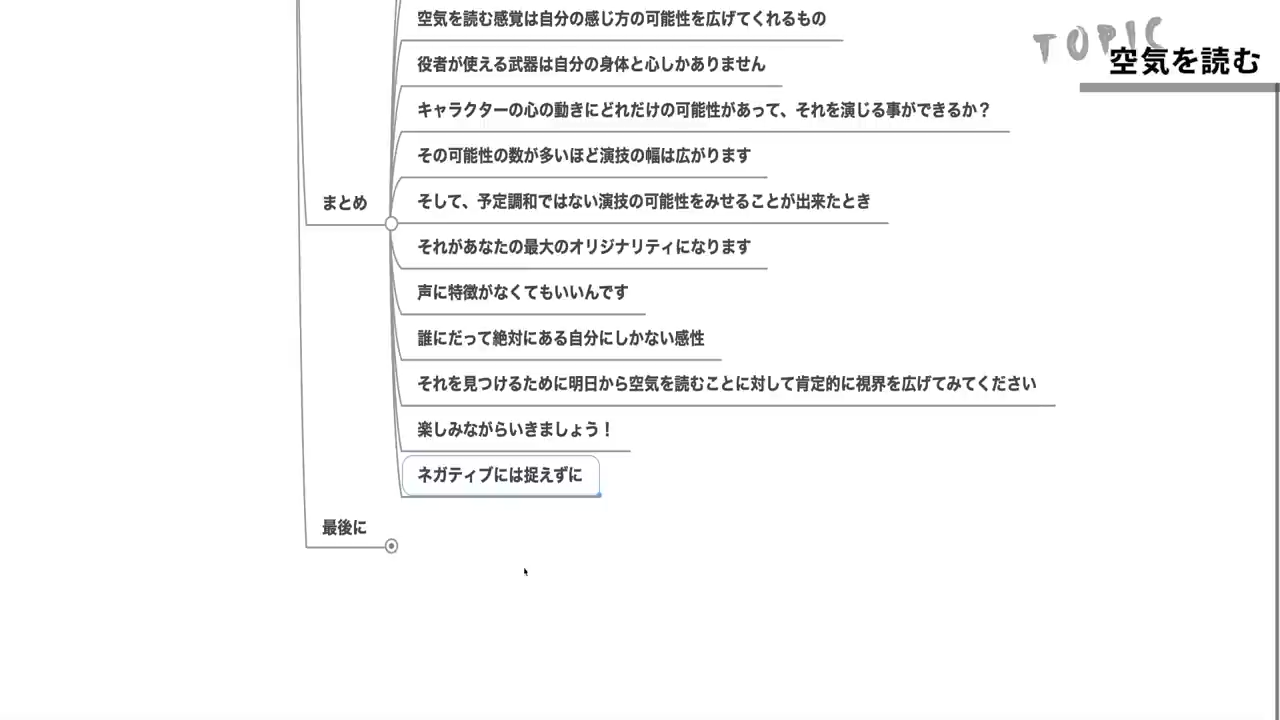 TOPIC
空気を読む
空気を読む感覚は自分の感じ方の可能性を広げてくれるもの
役者が使える武器は自分の身体と心しかありません
キャラクターの心の動きにどれだけの可能性があって、それを演じる事ができるか？
その可能性の数が多いほど演技の幅は広がります
まとめ
そして、予定調和ではない演技の可能性をみせることが出来たとき
それがあなたの最大のオリジナリティになります
声に特徴がなくてもいいんです
誰にだって絶対にある自分にしかない感性
それを見つけるために明日から空気を読むことに対して肯定的に視界を広げてみてください
楽しみながらいきましょう！
ネガティブには捉えずに
最後に